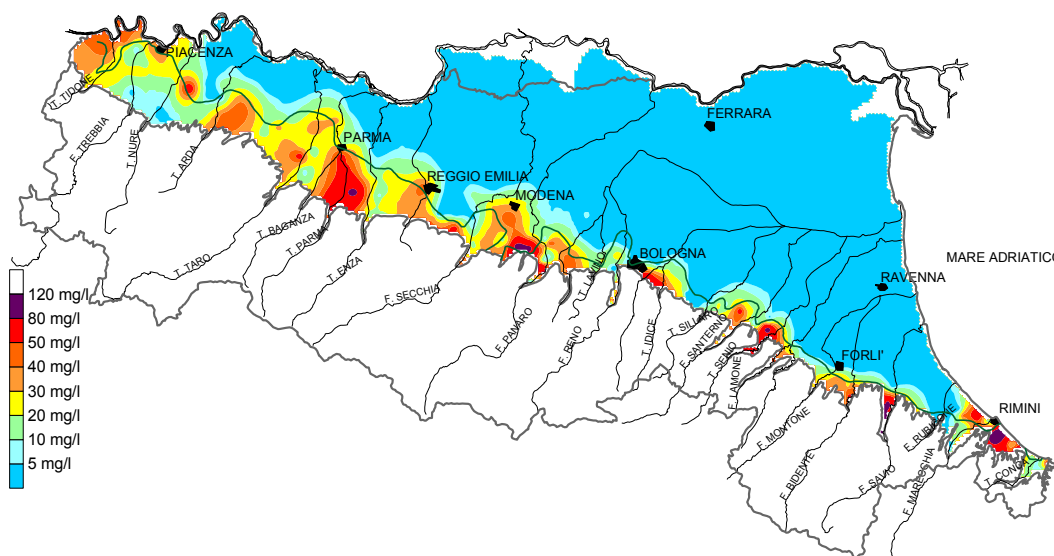 PIACENZA
T. TIDONE
F. TREBBIA
T. NURE
T. ARDA
FERRARA
PARMA
REGGIO EMILIA
MODENA
T. BAGANZA
T. PARMA
T. TARO
T. ENZA
F. SECCHIA
F. PANARO
T. LAVINO
F. RENO
BOLOGNA
T. IDICE
T. SILLARO
F. SANTERNO
T. SENIO
F. LAMONE
MARE ADRIATICO
RAVENNA
FORLI'
F. MONTONE
F. BIDENTE
F. SAVIO
F. RUBICONE
F. MARECCHIA
RIMINI
T. CONCA
120 mg/l
80 mg/l
50 mg/l
40 mg/l
30 mg/l
20 mg/l
10 mg/l
5 mg/l